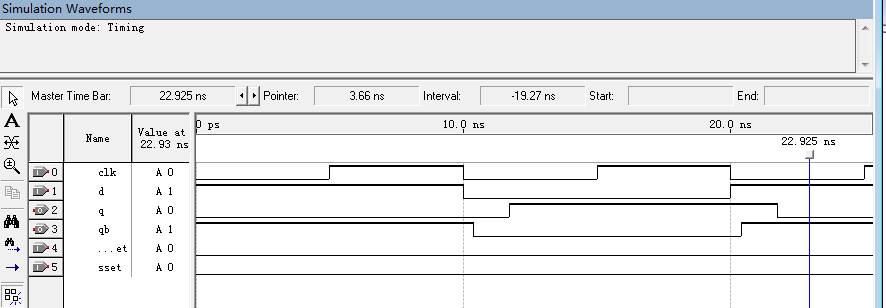 Simulation Waveforms
Simulation mode: Timing
Master Time Bar: 22.925 ns Pointer: 3.66 ns Interval: -19.27 ns Start: End:
Name Value at 22.93 ns 0 ps 10.0 ns 20.0 ns
22.925 ns
0 clk A 0
1 d A 1
2 q A 0
3 qb A 1
4 ...et A 0
5 sset A 0